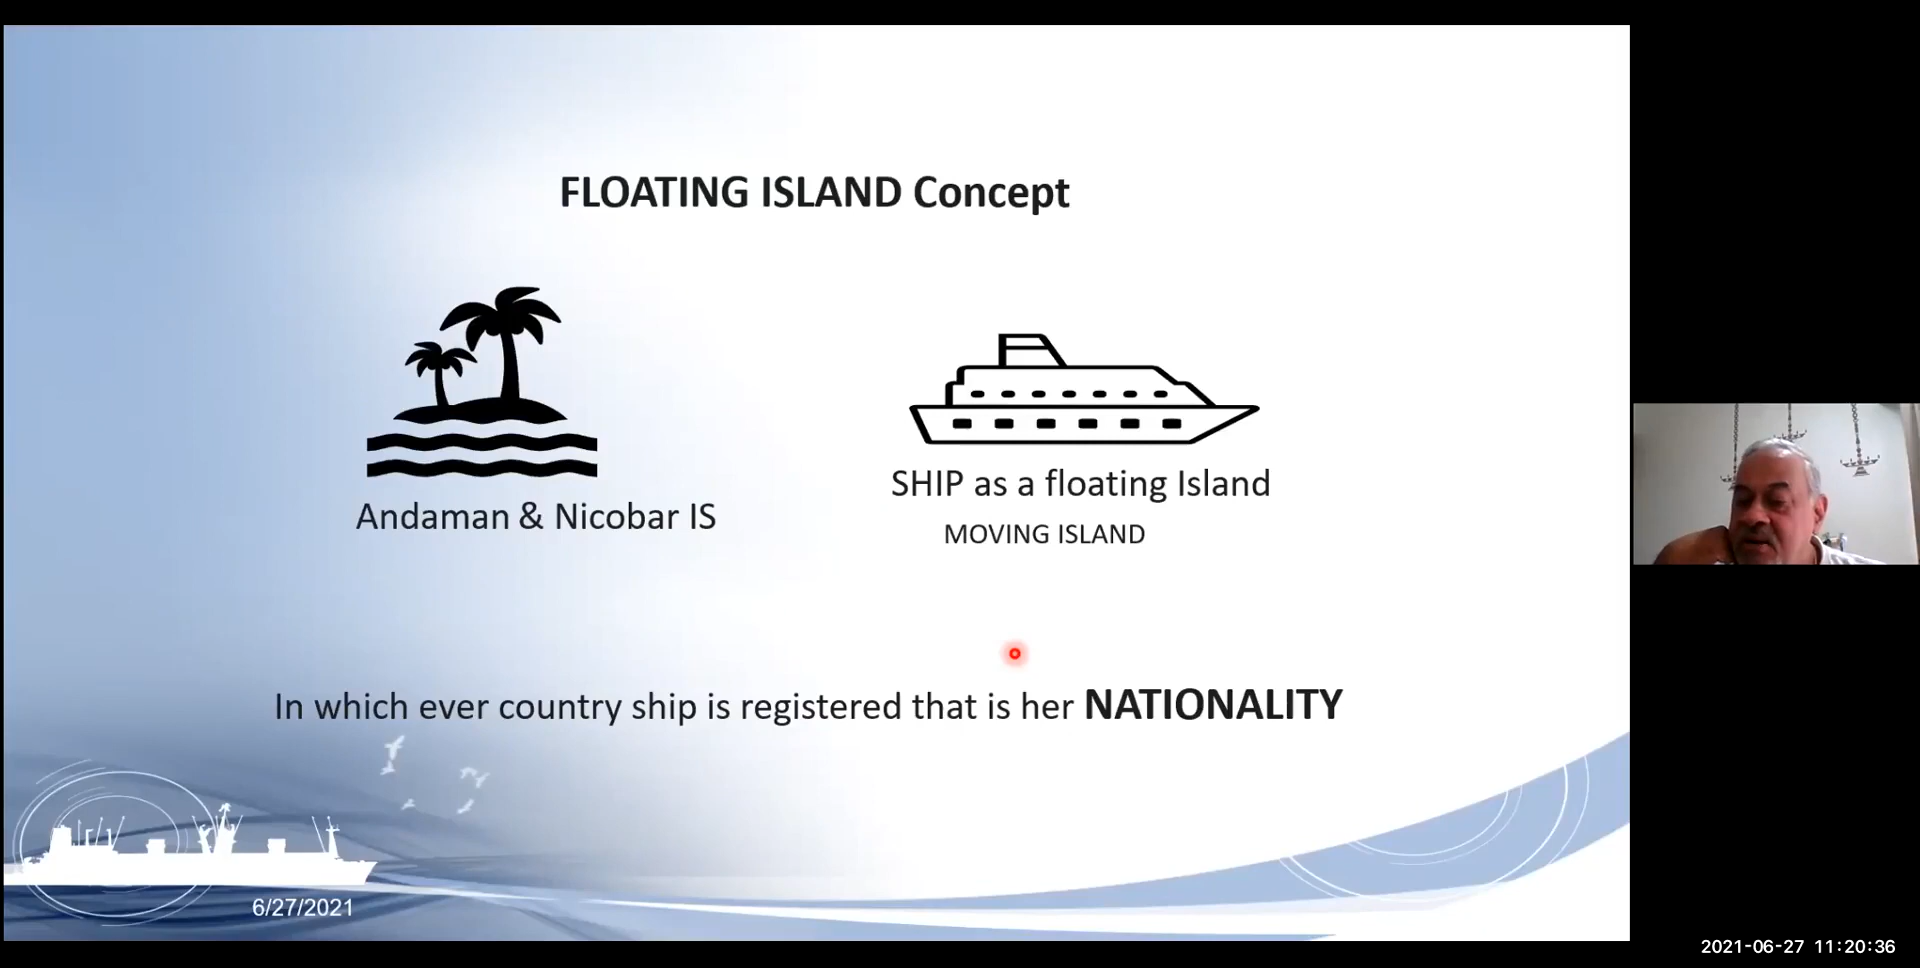 FLOATING ISLAND Concept
Andaman & Nicobar IS
SHIP as a floating Island
MOVING ISLAND
In which ever country ship is registered that is her NATIONALITY
6/27/2021
2021-06-27 11:20:36